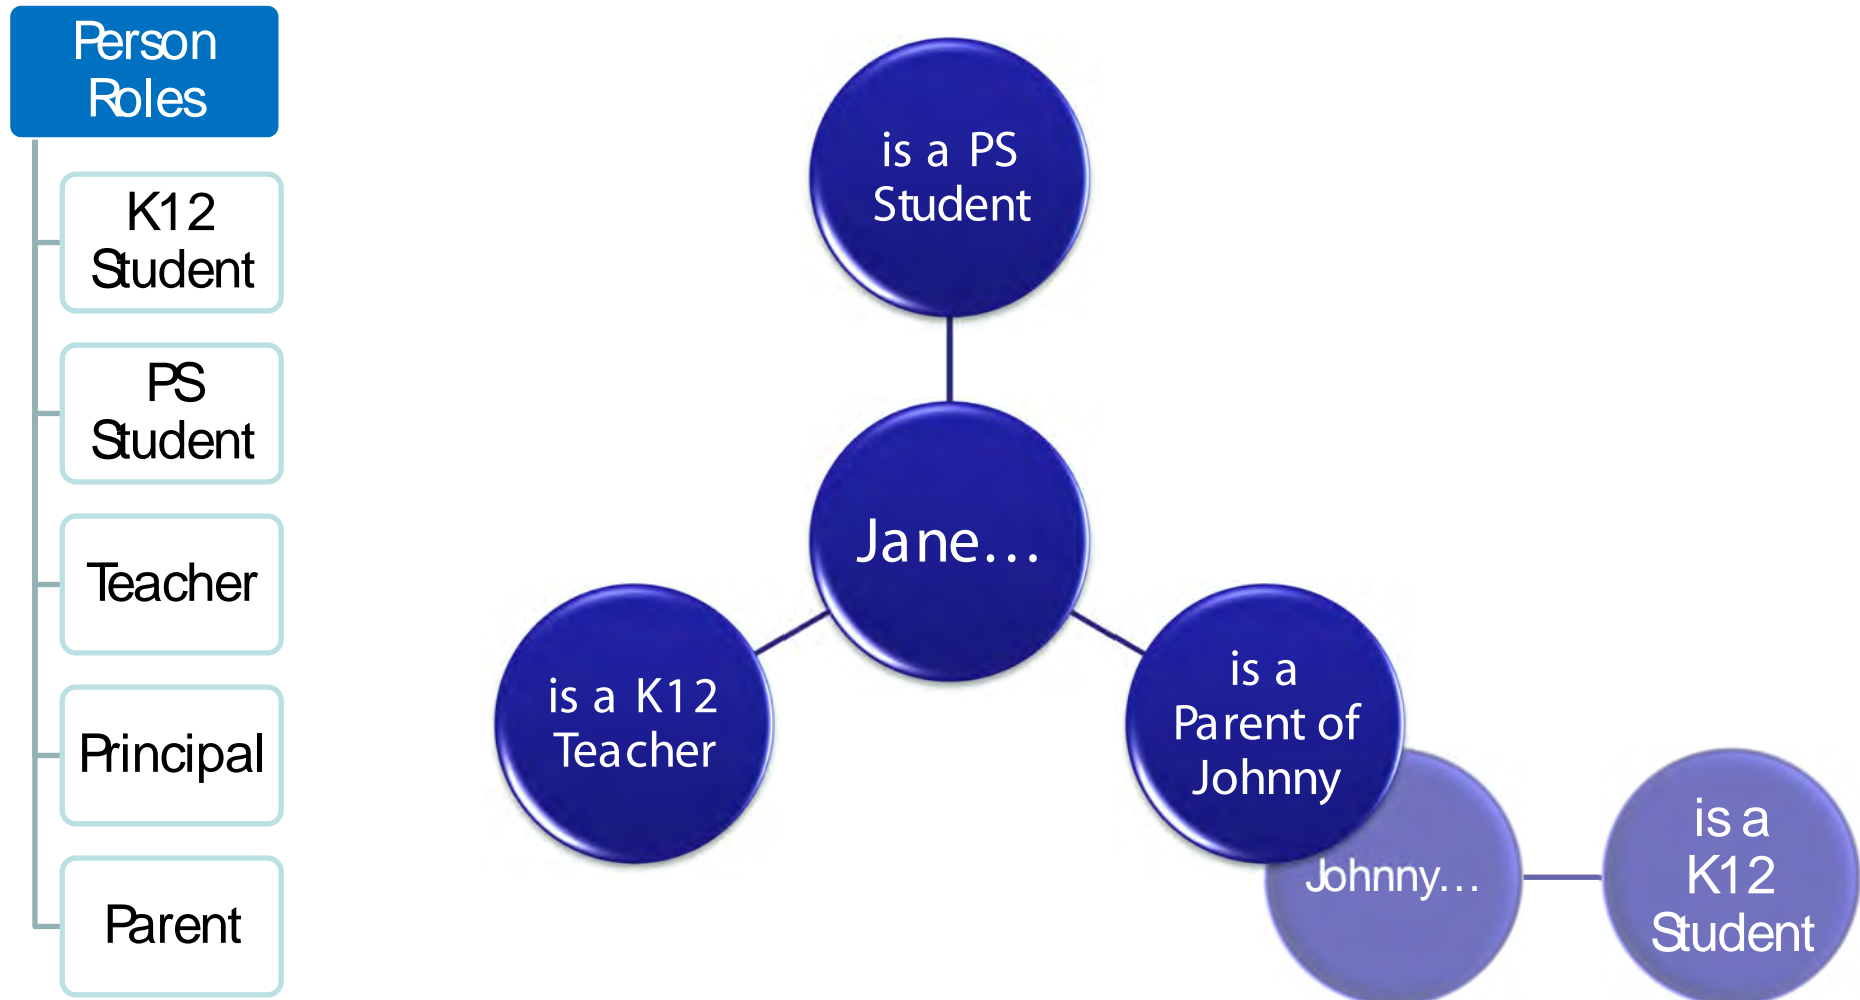 Person
Roles
K12
Student
PS
Student
Teacher
Principal
Parent
is a PS
Student
Jane…
is a K12
Teacher
is a
Parent of
Johnny
Johnny…
is a
K12
Student